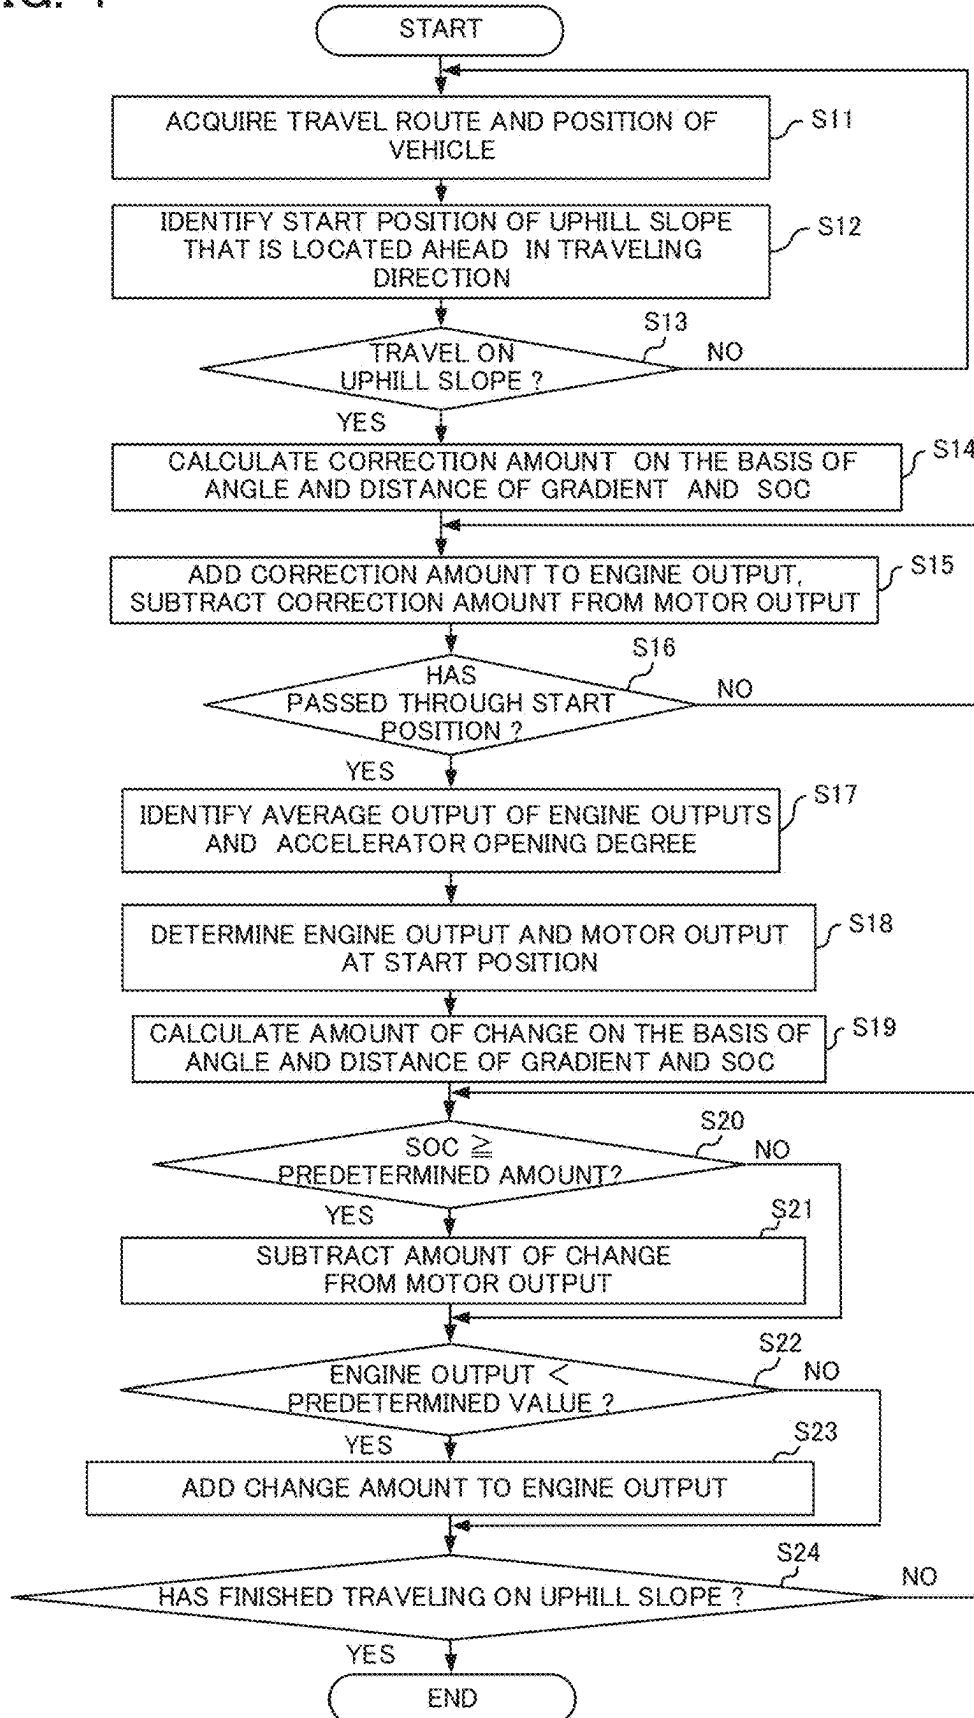 START
ACQUIRE TRAVEL ROUTE AND POSITION OF
VEHICLE
S11
IDENTIFY START POSITION OF UPHILL SLOPE
THAT IS LOCATED AHEAD IN TRAVELING
DIRECTION
S12
S13
TRAVEL ON
UPHILL SLOPE ?
NO
YES
CALCULATE CORRECTION AMOUNT ON THE BASIS OF
ANGLE AND DISTANCE OF GRADIENT AND SOC
S14
ADD CORRECTION AMOUNT TO ENGINE OUTPUT,
SUBTRACT CORRECTION AMOUNT FROM MOTOR OUTPUT
S15
S16
HAS
PASSED THROUGH START
POSITION ?
NO
YES
IDENTIFY AVERAGE OUTPUT OF ENGINE OUTPUTS
AND ACCELERATOR OPENING DEGREE
S17
DETERMINE ENGINE OUTPUT AND MOTOR OUTPUT
AT START POSITION
S18
CALCULATE AMOUNT OF CHANGE ON THE BASIS OF
ANGLE AND DISTANCE OF GRADIENT AND SOC
S19
S20
SOC ≧
PREDETERMINED AMOUNT?
NO
YES
S21
SUBTRACT AMOUNT OF CHANGE
FROM MOTOR OUTPUT
S22
ENGINE OUTPUT <
PREDETERMINED VALUE ?
NO
YES
S23
ADD CHANGE AMOUNT TO ENGINE OUTPUT
S24
HAS FINISHED TRAVELING ON UPHILL SLOPE ?
NO
YES
END